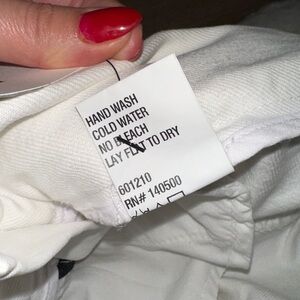 HAND WASH
COLD WATER
NO BLEACH
LAY FLAT TO DRY
601210
RN# 140500